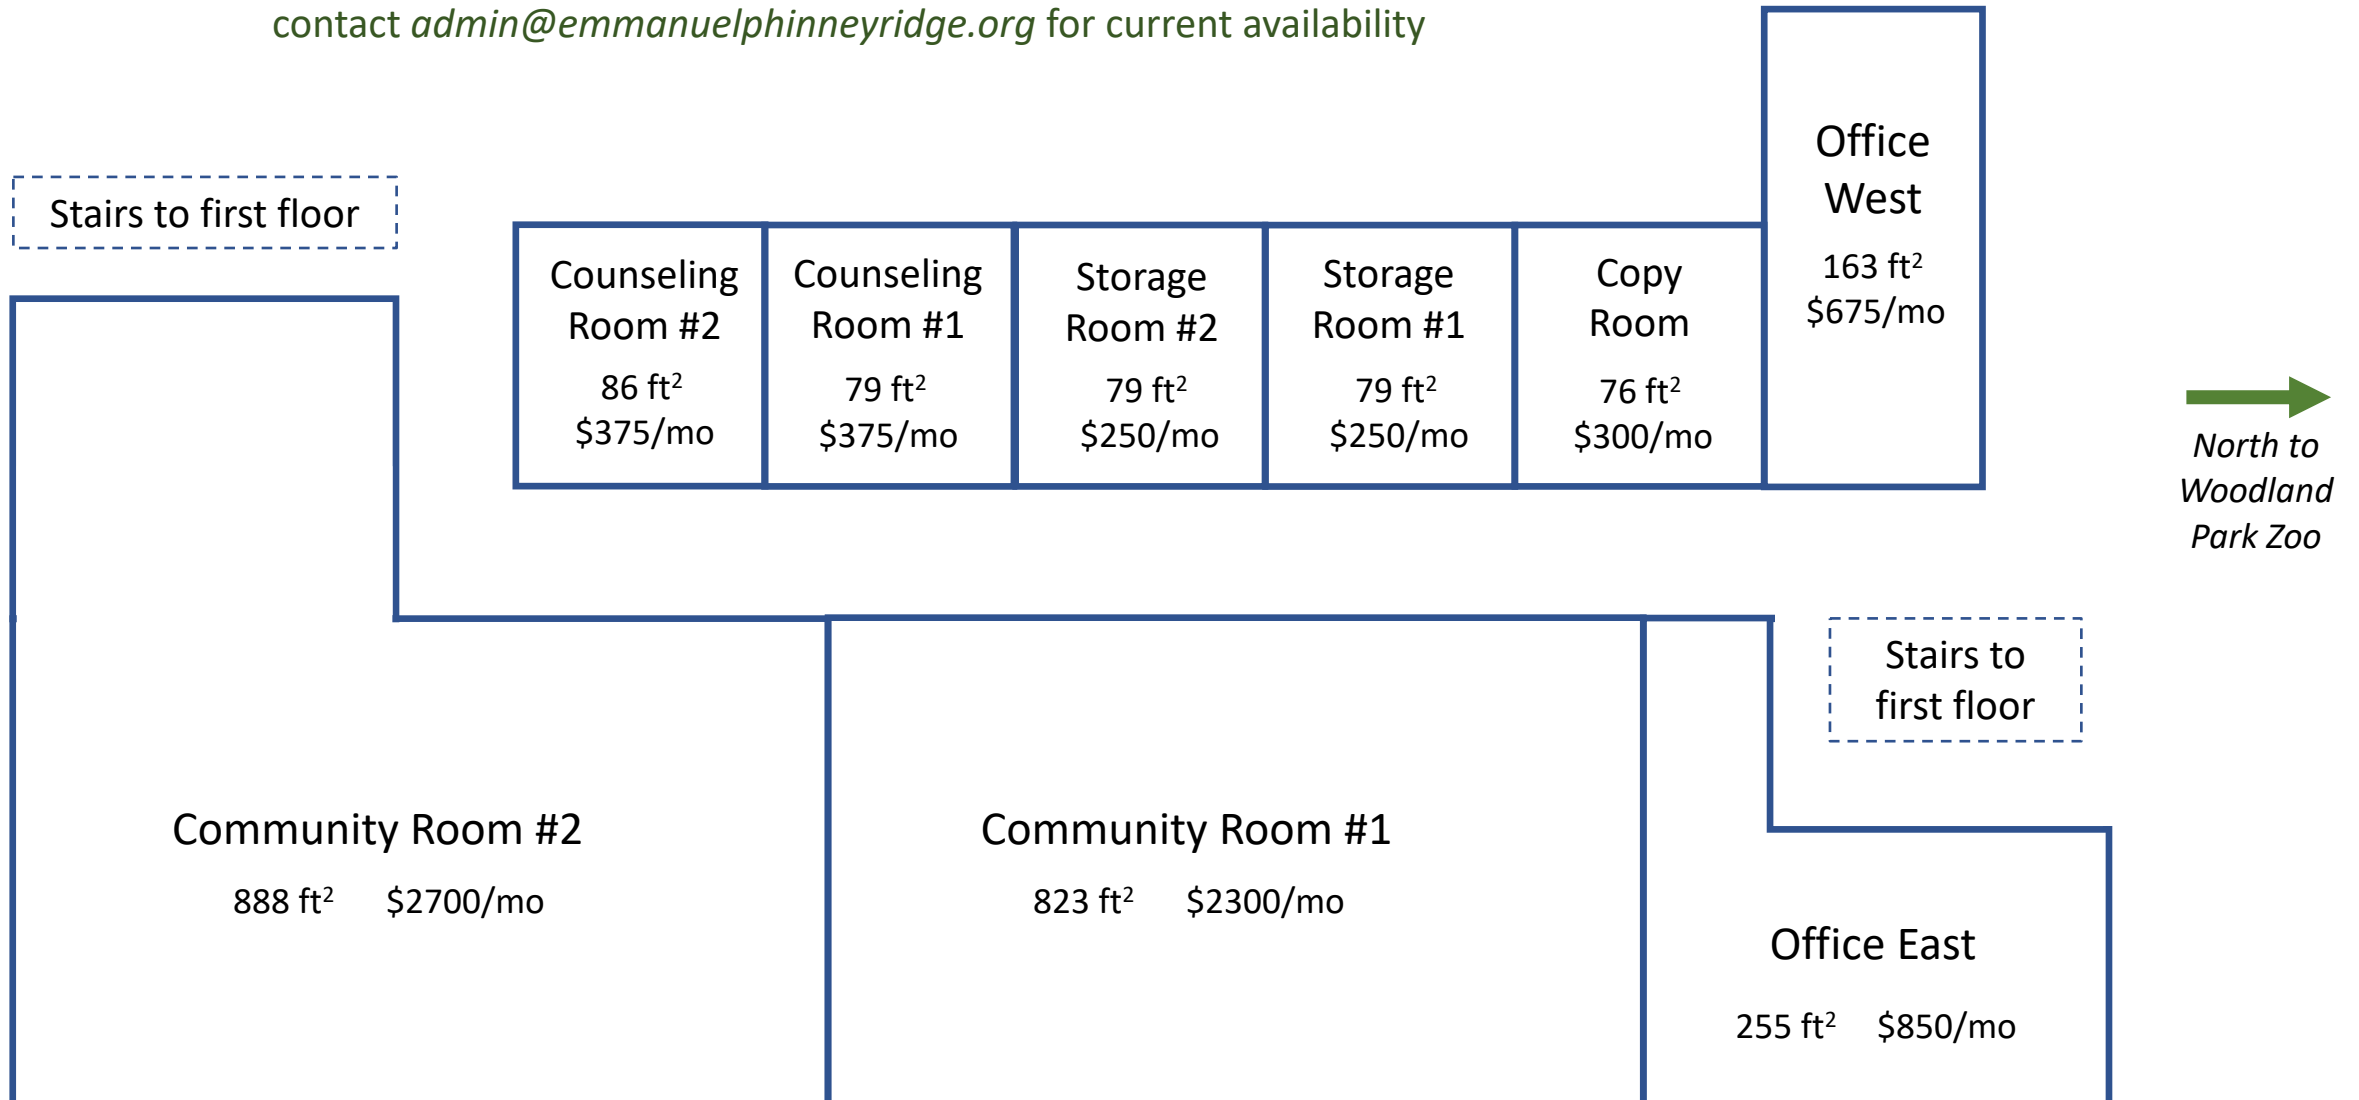 contact admin@emmanuelphinneyridge.org for current availability
Stairs to first floor
Counseling
Room #2
86 ft²
$375/mo
Counseling
Room #1
79 ft²
$375/mo
Storage
Room #2
79 ft²
$250/mo
Storage
Room #1
79 ft²
$250/mo
Copy
Room
76 ft²
$300/mo
Office
West
163 ft²
$675/mo
North to
Woodland
Park Zoo
Stairs to
first floor
Community Room #2
888 ft² $2700/mo
Community Room #1
823 ft² $2300/mo
Office East
255 ft² $850/mo